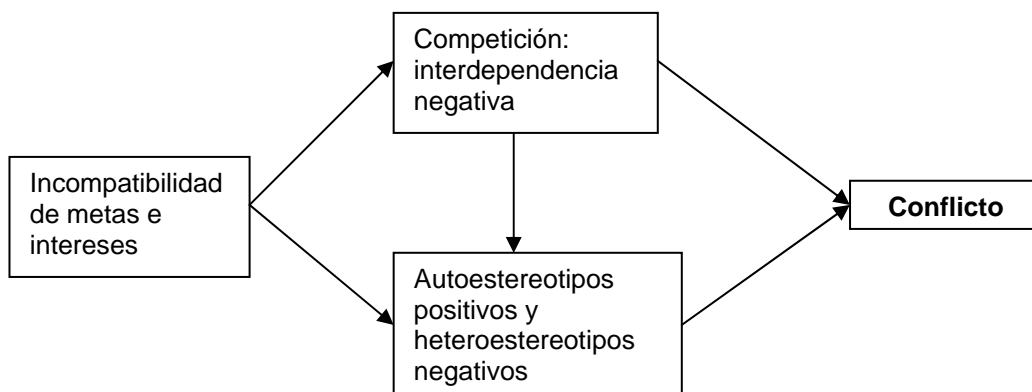 Competición:
interdependencia
negativa
Incompatibilidad
de metas e
intereses
Conflicto
Autoestereotipos
positivos y
heteroestereotipos
negativos